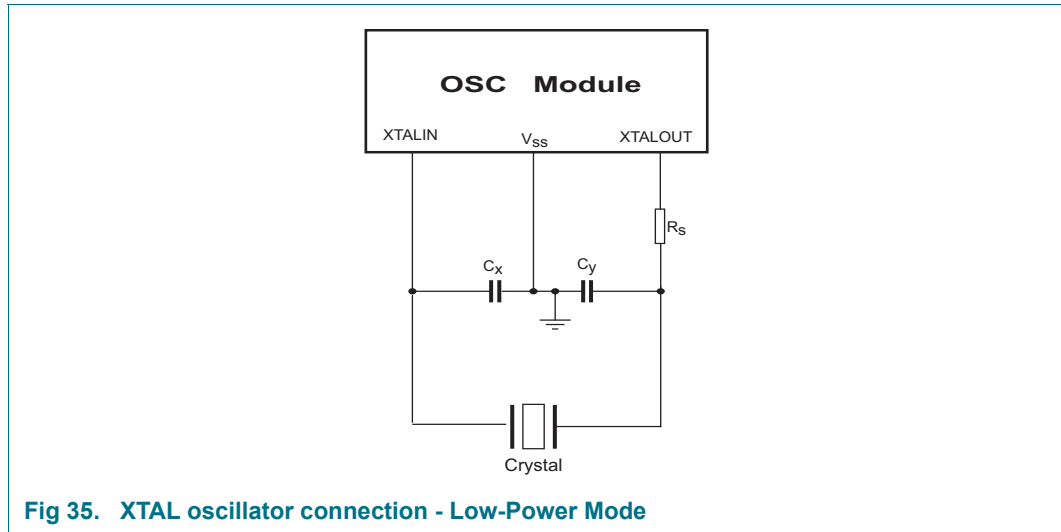 OSC Module
XTALIN
Vss
XTALOUT
Rs
Cx
Cy
Crystal
Fig 35. XTAL oscillator connection - Low-Power Mode